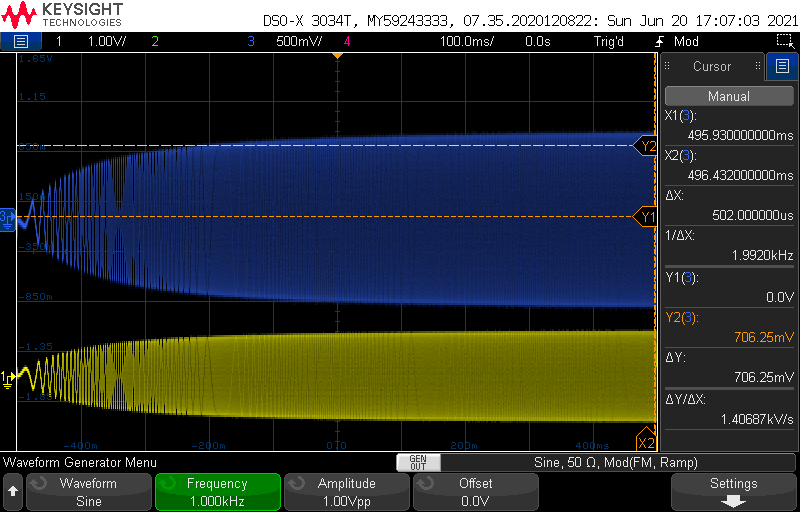 KEYSIGHT
TECHNOLOGIES
DSO-X 3034T, MY59243333, 07.35.2020120822: Sun Jun 20 17:07:03 2021
1 1.00V/ 2 3 500mV/ 4 100.0ms/ 0.0s Trig'd Mod
1.65V
1.15
650m
150m
-350m
-850m
-1.35
-1.85
-400m -200m 0.0 200m 400m
3
1
Y2
Y1
X2
Cursor
Manual
X1(3):
495.930000000ms
X2(3):
496.432000000ms
ΔX:
502.000000us
1/ΔX:
1.9920kHz
Y1(3):
0.0V
Y2(3):
706.25mV
ΔY:
706.25mV
ΔY/ΔX:
1.40687kV/s
Waveform Generator Menu
GEN
OUT
Sine, 50 Ω, Mod(FM, Ramp)
Waveform
Sine
Frequency
1.000kHz
Amplitude
1.00Vpp
Offset
0.0V
Settings